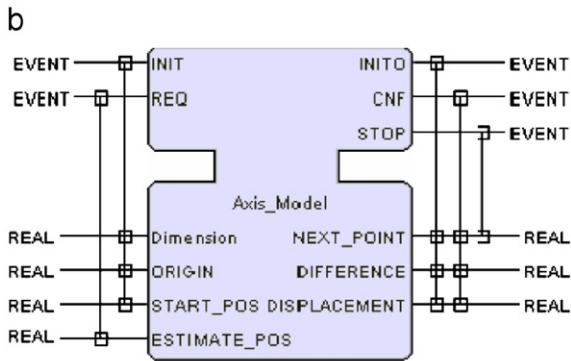 b
EVENT INIT INITO EVENT
EVENT REQ CNF EVENT
STOP EVENT
Axis_Model
REAL Dimension NEXT_POINT REAL
REAL ORIGIN DIFFERENCE REAL
REAL START_POS DISPLACEMENT REAL
REAL ESTIMATE_POS